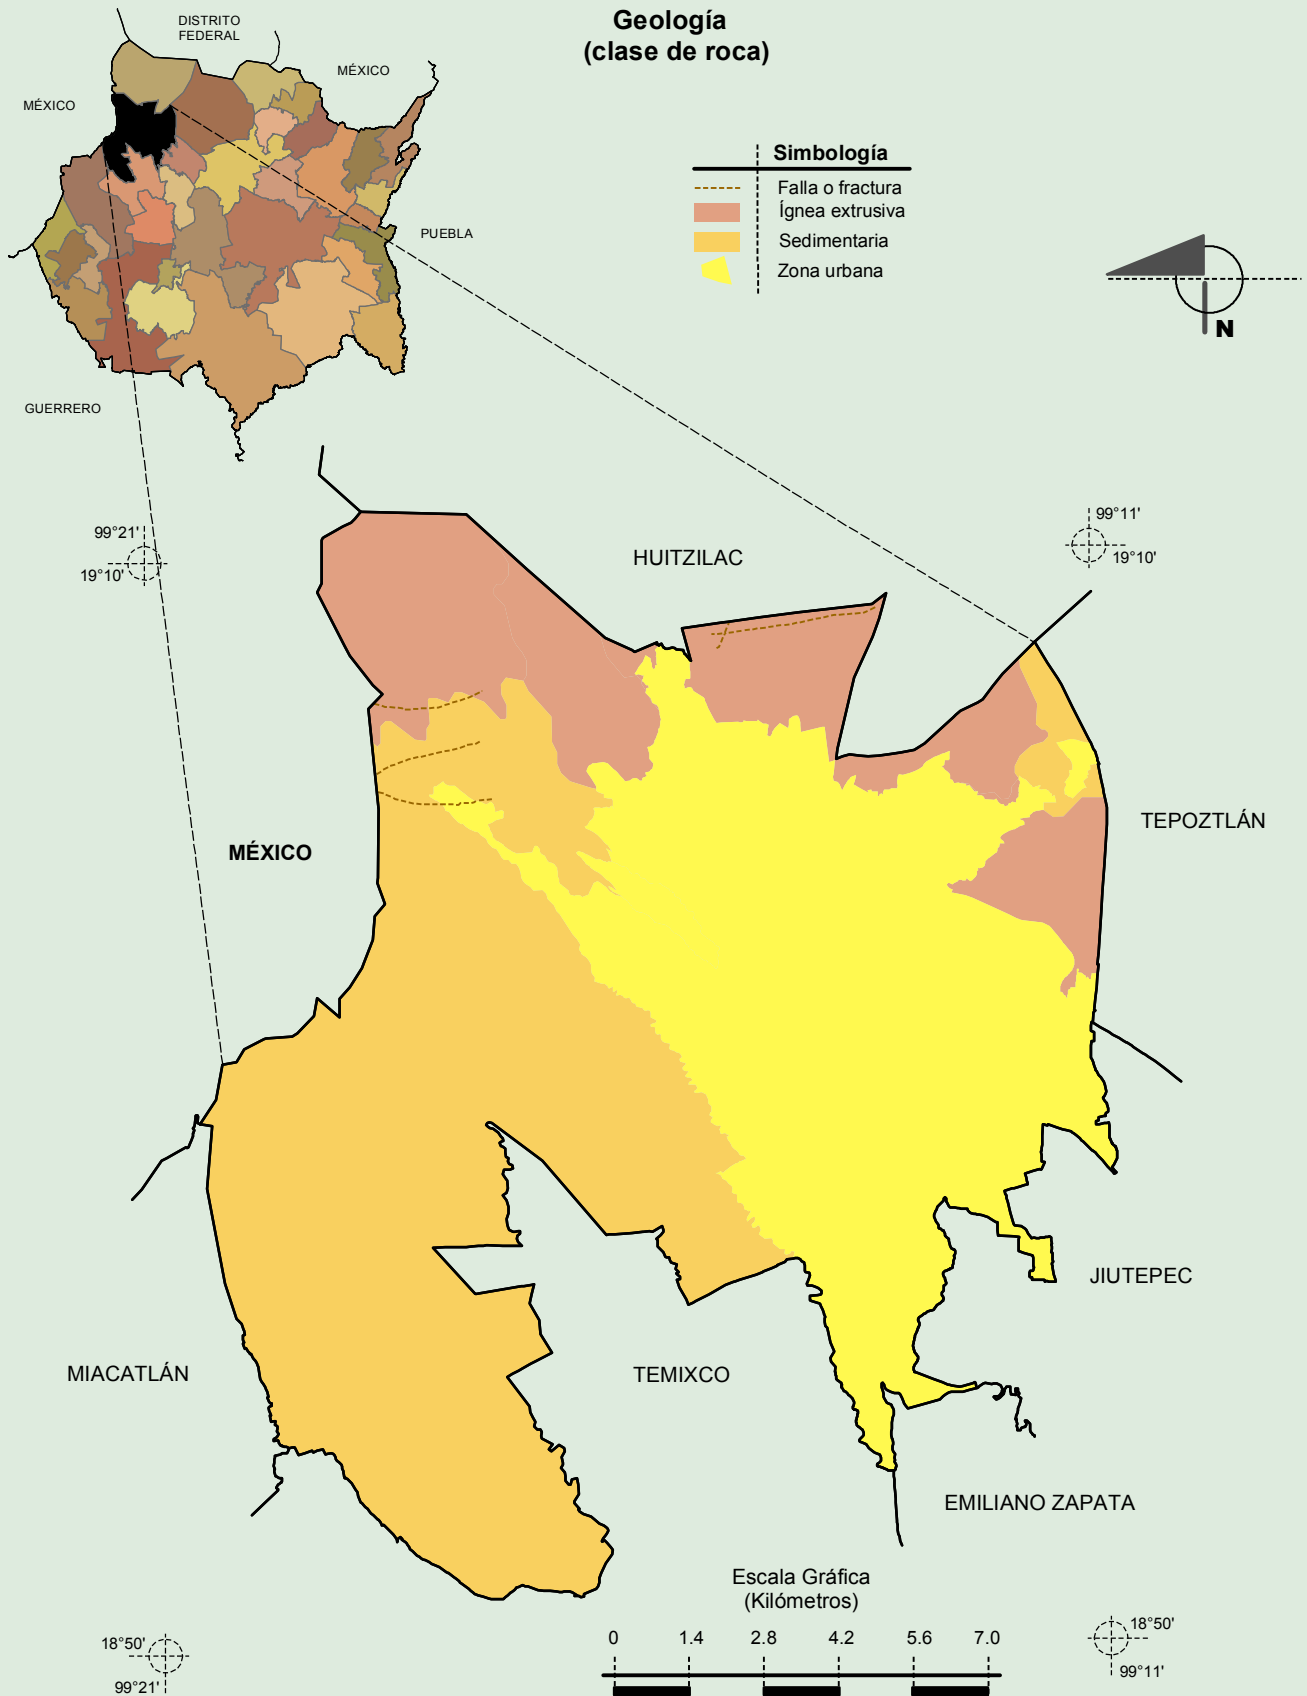 Geología
(clase de roca)
DISTRITO
FEDERAL
MÉXICO
MÉXICO
PUEBLA
GUERRERO
Simbología
Falla o fractura
Ígnea extrusiva
Sedimentaria
Zona urbana
N
99°21'
19°10'
99°11'
19°10'
HUITZILAC
TEPOZTLÁN
MÉXICO
JIUTEPEC
MIACATLÁN
TEMIXCO
EMILIANO ZAPATA
Escala Gráfica
(Kilómetros)
0 1.4 2.8 4.2 5.6 7.0
18°50'
99°21'
18°50'
99°11'